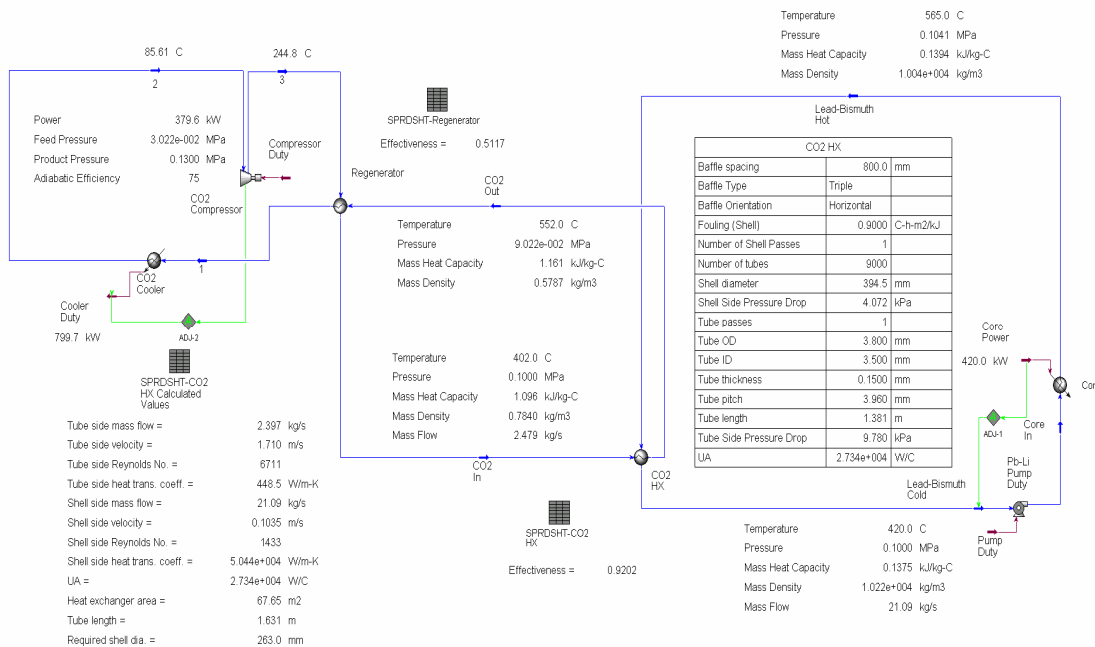 Temperature 565.0 C
Pressure 0.1041 MPa
Mass Heat Capacity 0.1394 kJ/kg-C
Mass Density 1.004e+004 kg/m3
85.61 C
244.8 C
2
3
SPRDSHT-Regenerator
Effectiveness = 0.5117
Lead-Bismuth
Hot
Power 379.6 kW
Feed Pressure 3.022e-002 MPa
Product Pressure 0.1300 MPa
Adiabatic Efficiency 75
Compressor
Duty
CO2
Compressor
Regenerator
CO2
Out
Temperature 552.0 C
Pressure 9.022e-002 MPa
Mass Heat Capacity 1.161 kJ/kg-C
Mass Density 0.5787 kg/m3
1
CO2
Cooler
Cooler
Duty
799.7 kW
ADJ-2
SPRDSHT-CO2
HX Calculated
Values
Temperature 402.0 C
Pressure 0.1000 MPa
Mass Heat Capacity 1.096 kJ/kg-C
Mass Density 0.7840 kg/m3
Mass Flow 2.479 kg/s
CO2 HX
Baffle spacing 800.0 mm
Baffle Type Triple
Baffle Orientation Horizontal
Fouling (Shell) 0.9000 C-h-m2/kJ
Number of Shell Passes 1
Number of tubes 9000
Shell diameter 394.5 mm
Shell Side Pressure Drop 4.072 kPa
Tube passes 1
Tube OD 3.800 mm
Tube ID 3.500 mm
Tube thickness 0.1500 mm
Tube pitch 3.960 mm
Tube length 1.381 m
Tube Side Pressure Drop 9.780 kPa
UA 2.734e+004 W/C
Core
Power
420.0 kW
Cor
ADJ-1
Core
In
Pb-Li
Pump
Duty
Lead-Bismuth
Cold
Pump
Duty
CO2
In
CO2
HX
SPRDSHT-CO2
HX
Effectiveness = 0.9202
Temperature 420.0 C
Pressure 0.1000 MPa
Mass Heat Capacity 0.1375 kJ/kg-C
Mass Density 1.022e+004 kg/m3
Mass Flow 21.09 kg/s
Tube side mass flow = 2.397 kg/s
Tube side velocity = 1.710 m/s
Tube side Reynolds No. = 6711
Tube side heat trans. coeff. = 448.5 W/m-K
Shell side mass flow = 21.09 kg/s
Shell side velocity = 0.1035 m/s
Shell side Reynolds No. = 1433
Shell side heat trans. coeff. = 5.044e+004 W/m-K
UA = 2.734e+004 W/C
Heat exchanger area = 67.65 m2
Tube length = 1.631 m
Required shell dia. = 263.0 mm